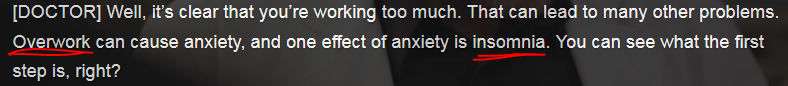 [DOCTOR] Well, it's clear that you're working too much. That can lead to many other problems.
Overwork can cause anxiety, and one effect of anxiety is insomnia. You can see what the first
step is, right?